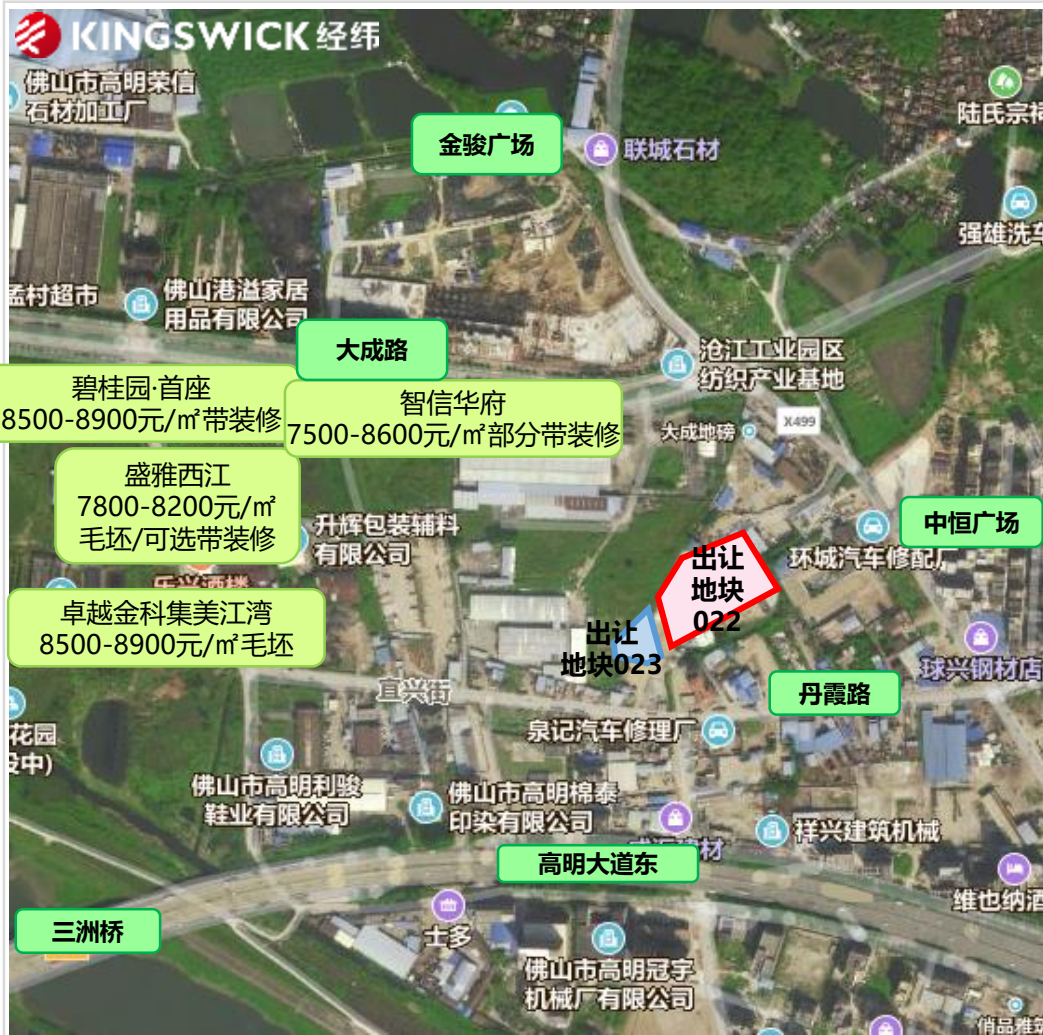 KINGSWICK 经纬
佛山市高明荣信
石材加工厂
金骏广场
联城石材
陆氏宗祠
强雄洗车
孟村超市
佛山港溢家居
用品有限公司
大成路
沧江工业园区
纺织产业基地
碧桂园·首座
8500-8900元/㎡带装修
智信华府
7500-8600元/㎡部分带装修
大成地磅
X499
盛雅西江
7800-8200元/㎡
毛坯/可选带装修
升辉包装辅料
有限公司
中恒广场
环城汽车修配厂
出让
地块
022
乐兴酒楼
卓越金科集美江湾
8500-8900元/㎡毛坯
出让
地块023
球兴钢材店
宜兴街
丹霞路
泉记汽车修理厂
花园
佛山市高明利骏
鞋业有限公司
佛山市高明棉泰
印染有限公司
祥兴建筑机械
材
高明大道东
维也纳酒
三洲桥
士多
佛山市高明冠宇
机械厂有限公司